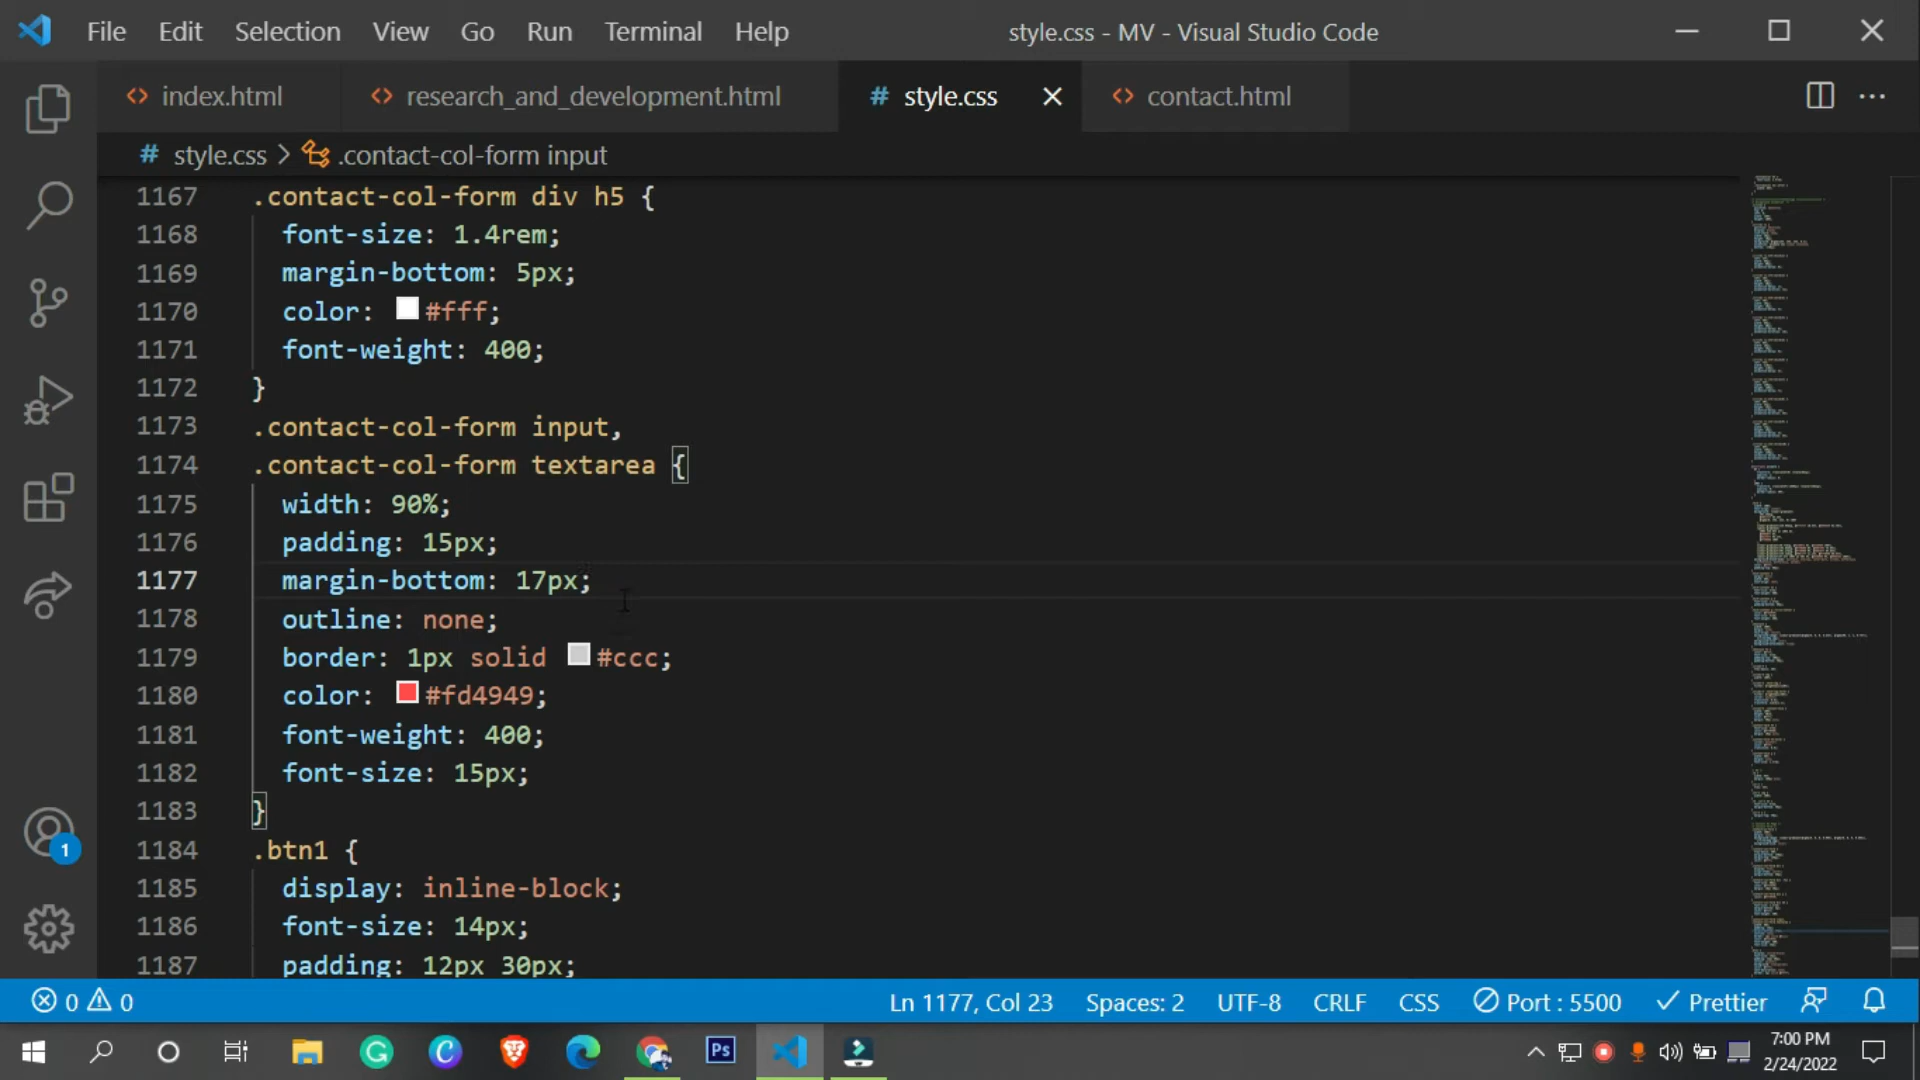 File Edit Selection View Go Run Terminal Help style.css - MV - Visual Studio Code
index.html research_and_development.html # style.css contact.html
# style.css > .contact-col-form input
1167 .contact-col-form div h5 {
1168 font-size: 1.4rem;
1169 margin-bottom: 5px;
1170 color: #fff;
1171 font-weight: 400;
1172 }
1173 .contact-col-form input,
1174 .contact-col-form textarea {
1175 width: 90%;
1176 padding: 15px;
1177 margin-bottom: 17px;
1178 outline: none;
1179 border: 1px solid #ccc;
1180 color: #fd4949;
1181 font-weight: 400;
1182 font-size: 15px;
1183 }
1184 .btn1 {
1185 display: inline-block;
1186 font-size: 14px;
1187 padding: 12px 30px;
1
0 0 Ln 1177, Col 23 Spaces: 2 UTF-8 CRLF CSS Port : 5500 Prettier
Ps
7:00 PM
2/24/2022